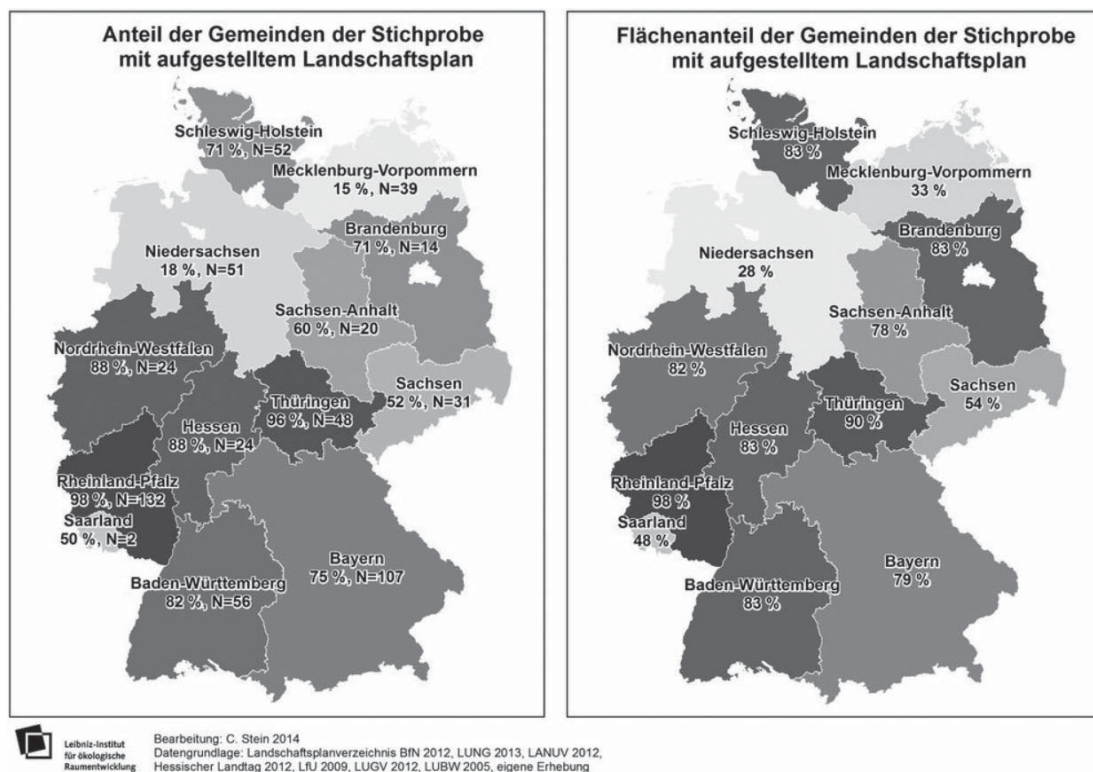 Anteil der Gemeinden der Stichprobe
mit aufgestelltem Landschaftsplan
Schleswig-Holstein
71 %, N=52
Mecklenburg-Vorpommern
15 %, N=39
Brandenburg
71 %, N=14
Niedersachsen
18 %, N=51
Sachsen-Anhalt
60 %, N=20
Nordrhein-Westfalen
88 %, N=24
Sachsen
52 %, N=31
Thüringen
96 %, N=48
Hessen
88 %, N=24
Rheinland-Pfalz
98 %, N=132
Saarland
50 %, N=2
Bayern
75 %, N=107
Baden-Württemberg
82 %, N=56
Flächenanteil der Gemeinden der Stichprobe
mit aufgestelltem Landschaftsplan
Schleswig-Holstein
83 %
Mecklenburg-Vorpommern
33 %
Brandenburg
83 %
Niedersachsen
28 %
Sachsen-Anhalt
78 %
Nordrhein-Westfalen
82 %
Sachsen
54 %
Thüringen
90 %
Hessen
83 %
Rheinland-Pfalz
98 %
Saarland
48 %
Bayern
79 %
Baden-Württemberg
83 %
Leibniz-Institut
für ökologische
Raumentwicklung
Bearbeitung: C. Stein 2014
Datengrundlage: Landschaftsplanverzeichnis BfN 2012, LUNG 2013, LANUV 2012,
Hessischer Landtag 2012, LfU 2009, LUGV 2012, LUBW 2005, eigene Erhebung